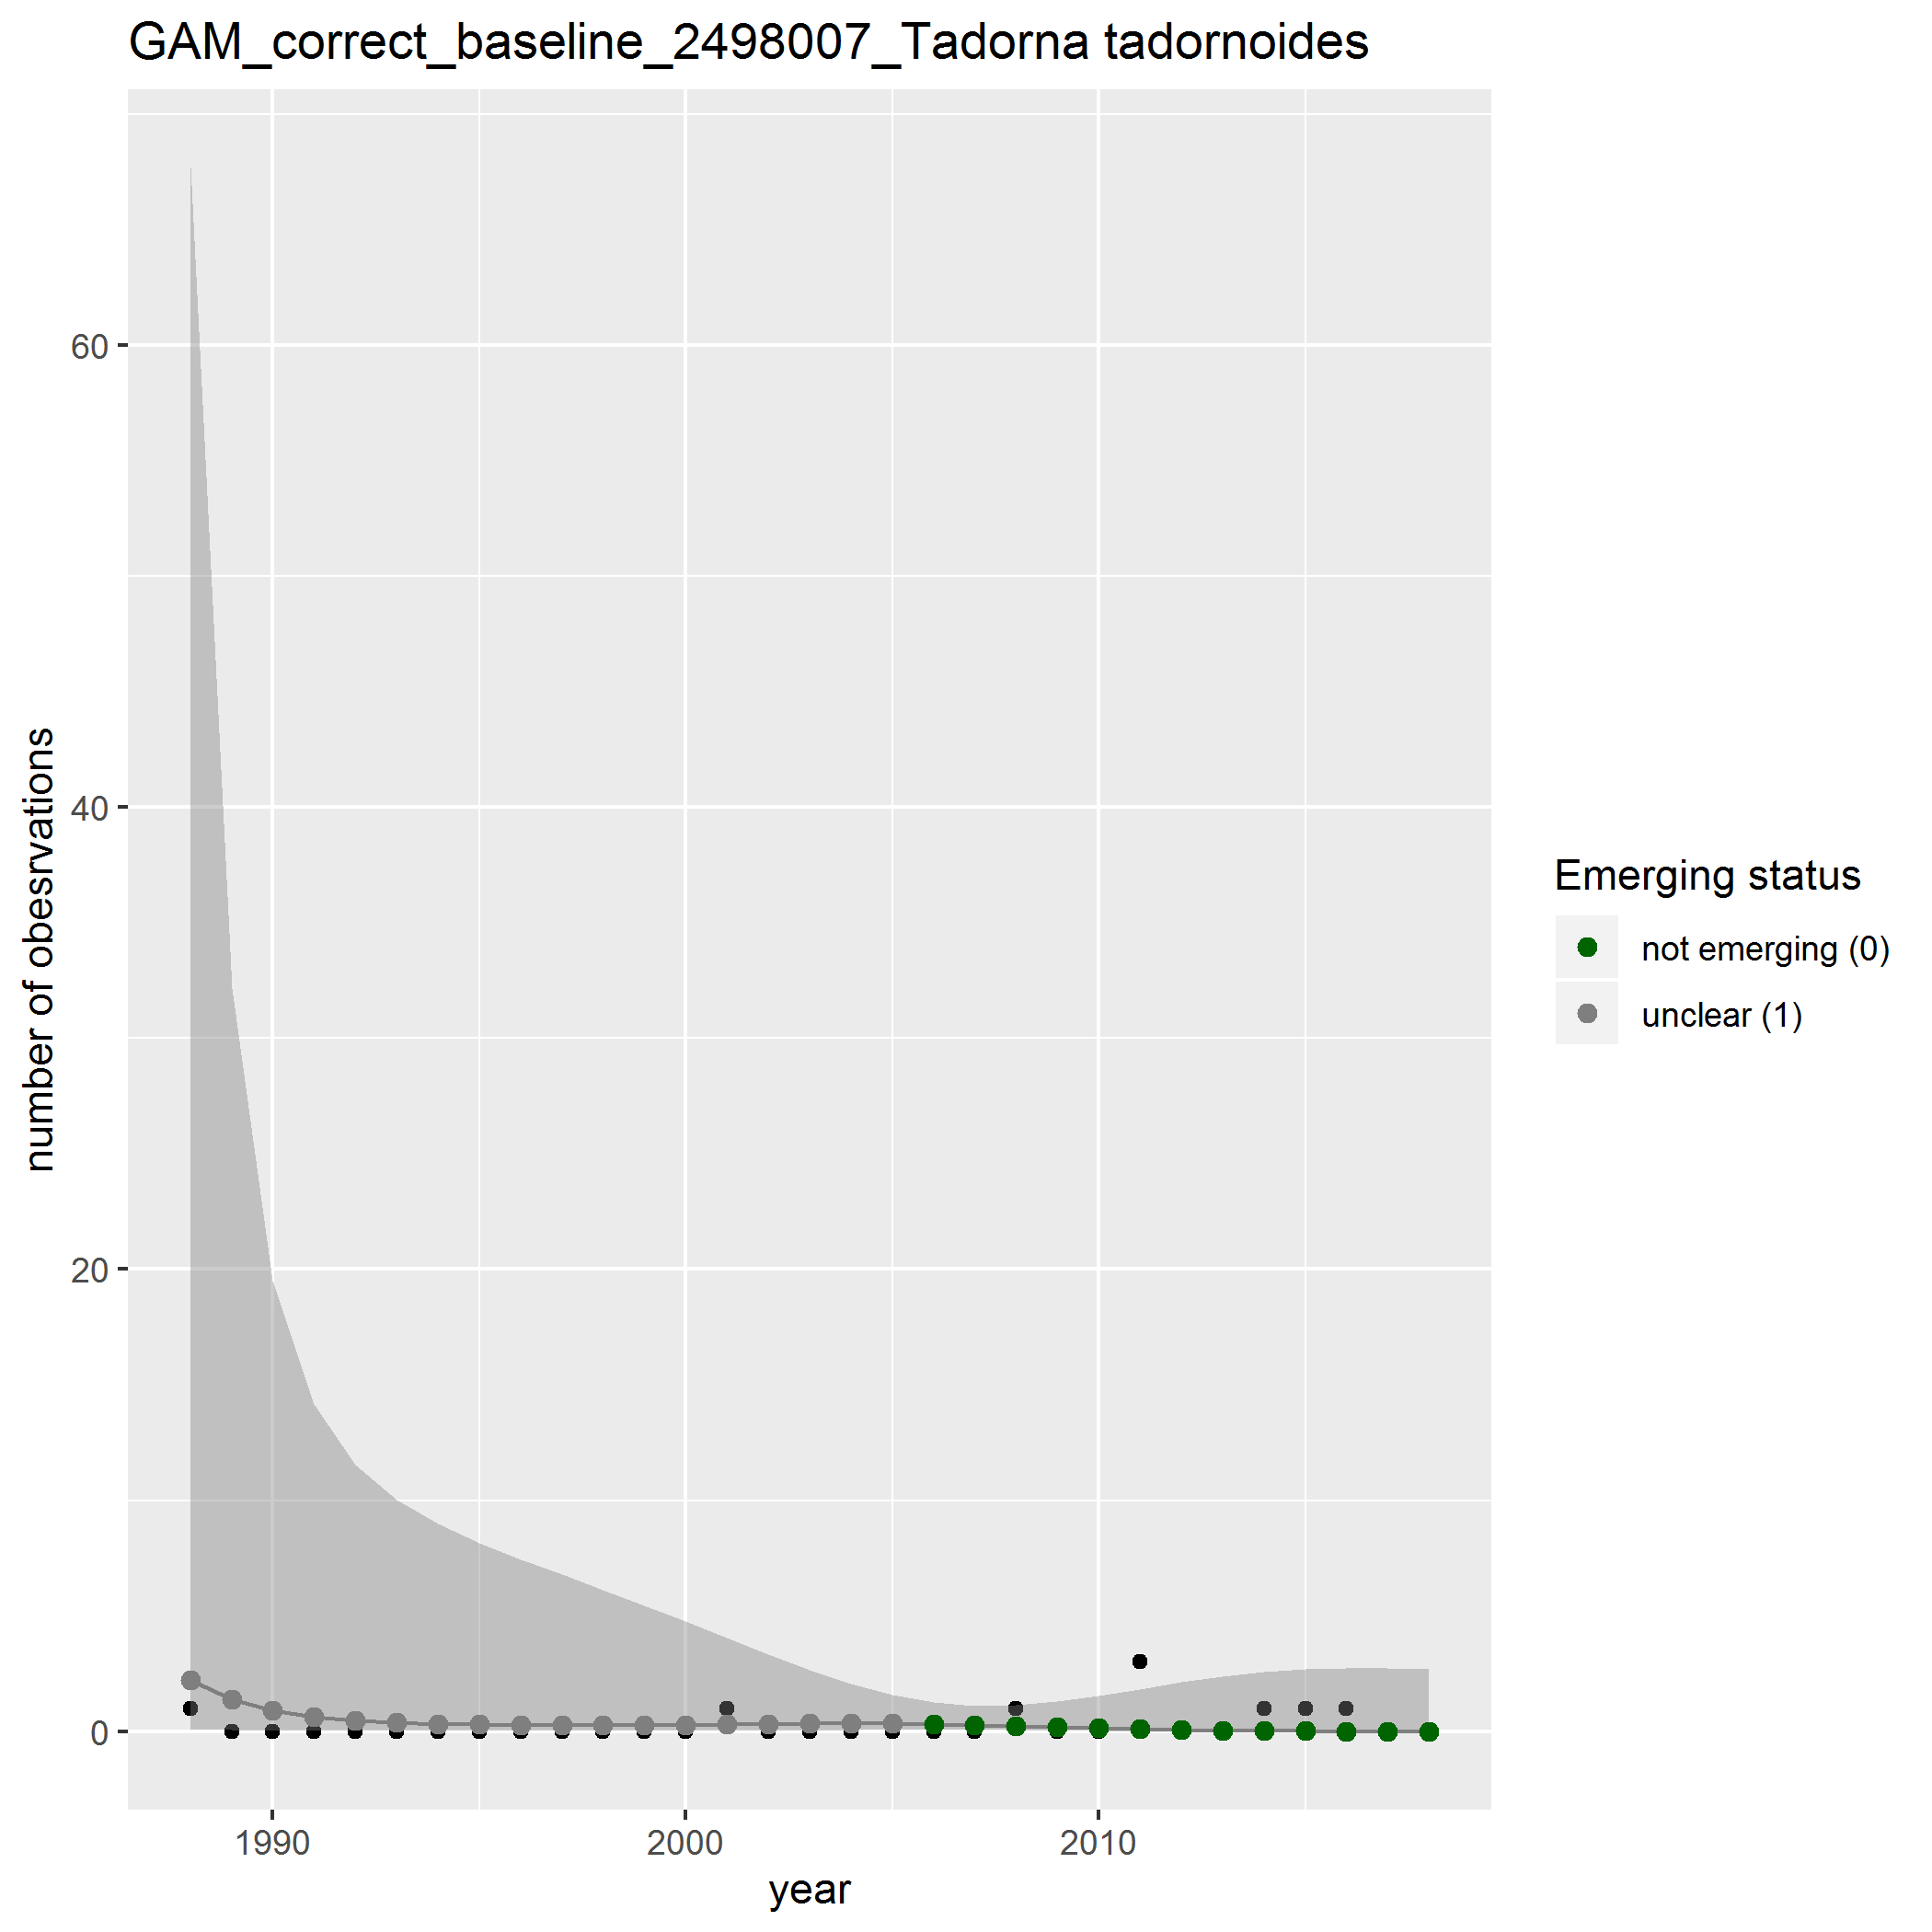 GAM_correct_baseline_2498007_Tadorna tadornoides
60
40
20
0
number of obesrvations
1990
2000
2010
year
Emerging status
not emerging (0)
unclear (1)